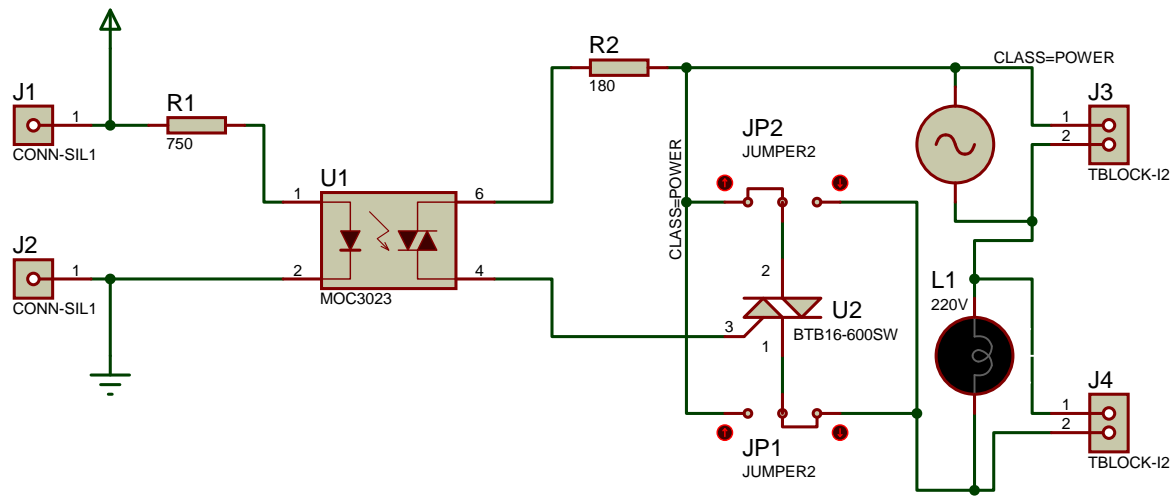 J1
1
CONN-SIL1
R1
750
J2
1
CONN-SIL1
U1
1
2
6
4
MOC3023
R2
180
CLASS=POWER
JP2
JUMPER2
2
3
1
U2
BTB16-600SW
JP1
JUMPER2
CLASS=POWER
J3
1
2
TBLOCK-I2
L1
220V
J4
1
2
TBLOCK-I2